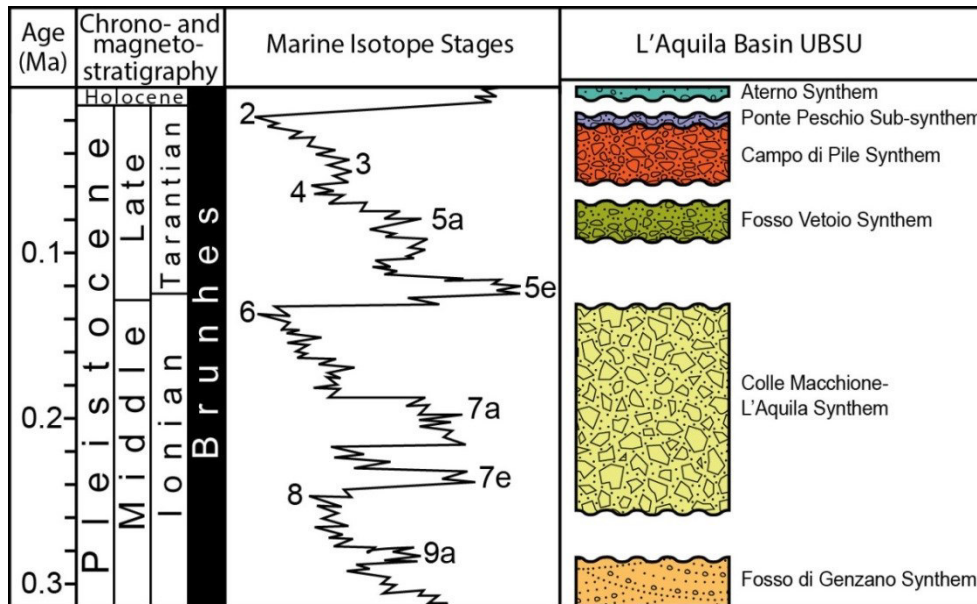 Age
(Ma)
Chrono- and
magneto-
stratigraphy
Marine Isotope Stages
L'Aquila Basin UBSU
Holocene
Pleistocene
Late
Middle
Tarantian
Ionian
Brunhes
0.1
0.2
0.3
2
3
4
5a
5e
6
7a
7e
8
9a
Aterno Synthem
Ponte Peschio Sub-synthem
Campo di Pile Synthem
Fosso Vetoio Synthem
Colle Macchione-
L'Aquila Synthem
Fosso di Genzano Synthem